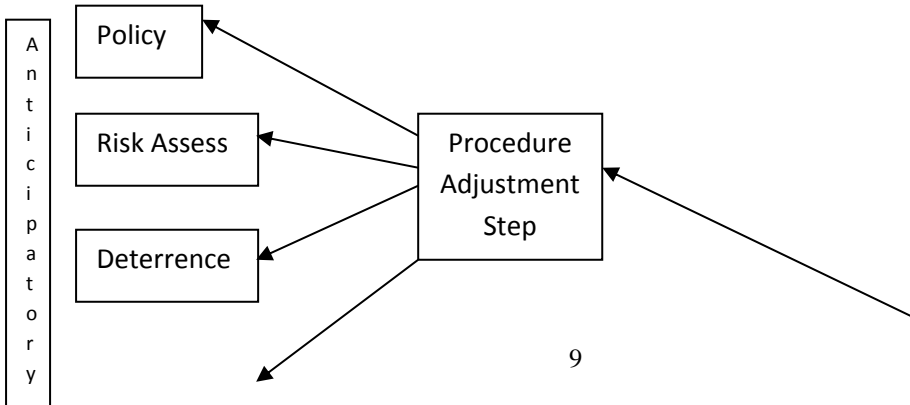 Anticipatory
Policy
Risk Assess
Deterrence
Procedure
Adjustment
Step
9